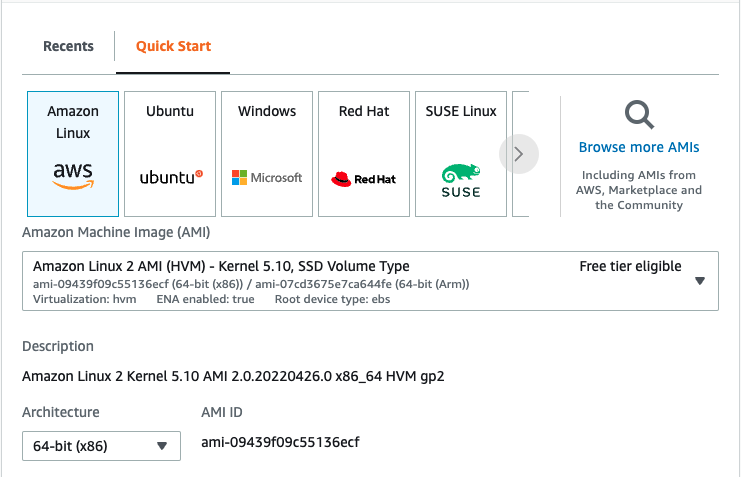 Recents
Quick Start
Amazon
Linux
aws
Ubuntu
ubuntu
Windows
Microsoft
Red Hat
Red Hat
SUSE Linux
SUSE
Browse more AMIs
Including AMIs from
AWS, Marketplace and
the Community
Amazon Machine Image (AMI)
Amazon Linux 2 AMI (HVM) - Kernel 5.10, SSD Volume Type Free tier eligible
ami-09439f09c55136ecf (64-bit (x86)) / ami-07cd3675e7ca644fe (64-bit (Arm))
Virtualization: hvm ENA enabled: true Root device type: ebs
Description
Amazon Linux 2 Kernel 5.10 AMI 2.0.20220426.0 x86_64 HVM gp2
Architecture
AMI ID
64-bit (x86)
ami-09439f09c55136ecf